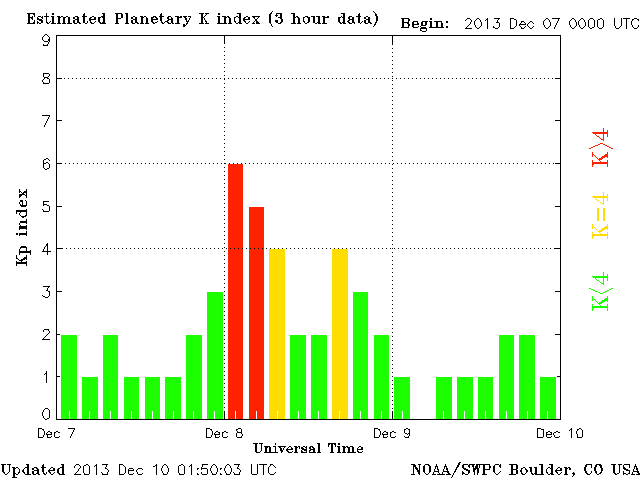 Estimated Planetary K index (3 hour data) Begin: 2013 Dec 07 0000 UTC
9
8
7
6
5
4
3
2
1
0
Kp index
K>4
K=4
K<4
Dec 7 Dec 8 Dec 9 Dec 10
Universal Time
Updated 2013 Dec 10 01:50:03 UTC NOAA/SWPC Boulder, CO USA